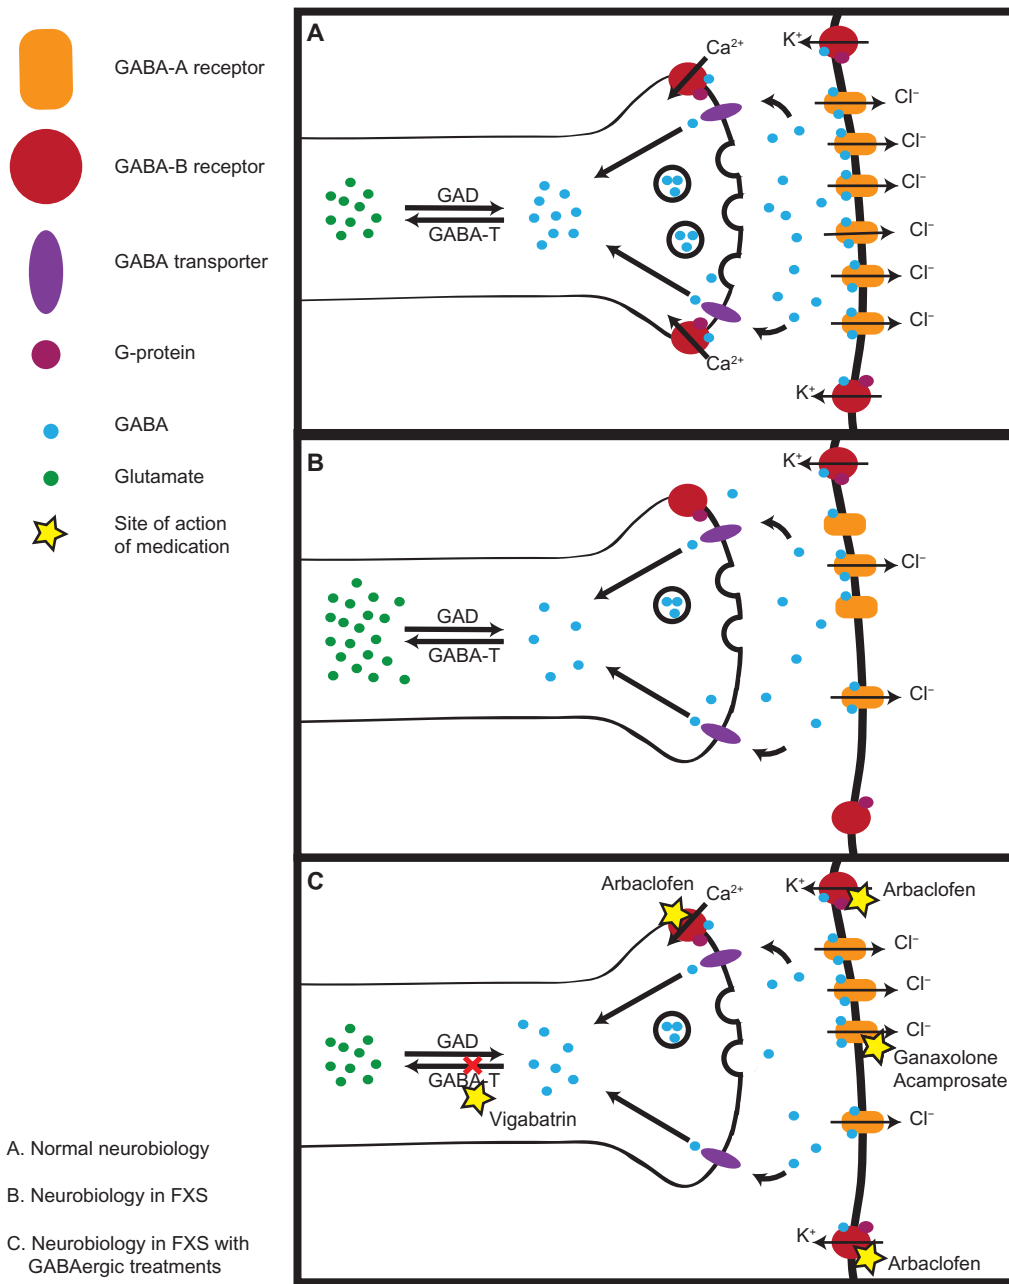 GABA-A receptor
GABA-B receptor
GABA transporter
G-protein
GABA
Glutamate
Site of action
of medication
A. Normal neurobiology
B. Neurobiology in FXS
C. Neurobiology in FXS with
GABAergic treatments
A
Ca²⁺
K⁺
Cl⁻
Cl⁻
Cl⁻
GAD
GABA-T
Cl⁻
Cl⁻
Cl⁻
Ca²⁺
K⁺
B
K⁺
Cl⁻
GAD
GABA-T
Cl⁻
C
Arbaclofen
Ca²⁺
K⁺
Arbaclofen
Cl⁻
Cl⁻
Cl⁻
GAD
GABA-T
Vigabatrin
Ganaxolone
Acamprosate
Cl⁻
K⁺
Arbaclofen